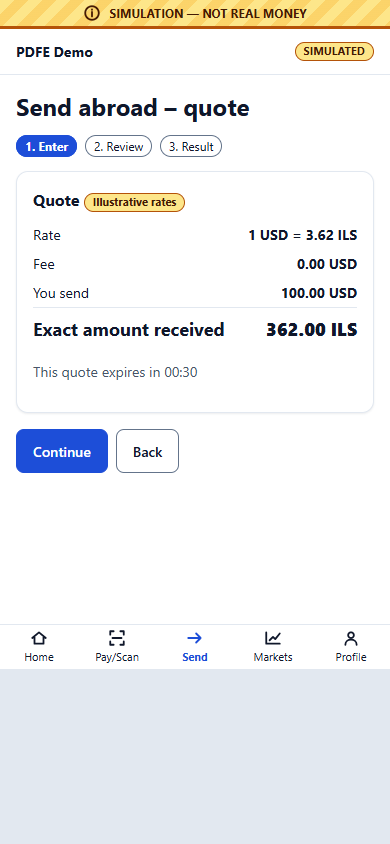 SIMULATION — NOT REAL MONEY
PDFE Demo
SIMULATED
Send abroad – quote
1. Enter
2. Review
3. Result
Quote Illustrative rates
Rate 1 USD = 3.62 ILS
Fee 0.00 USD
You send 100.00 USD
Exact amount received 362.00 ILS
This quote expires in 00:30
Continue
Back
Home
Pay/Scan
Send
Markets
Profile